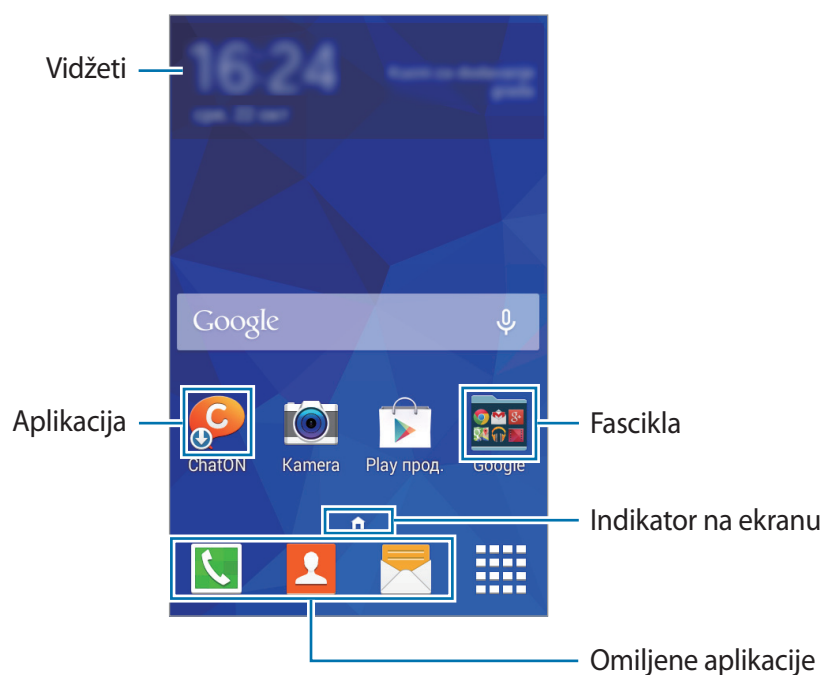 Vidžeti
16:24
Google
Aplikacija
Fascikla
ChatON
Kamera
Play прод.
Google
Indikator na ekranu
Omiljene aplikacije